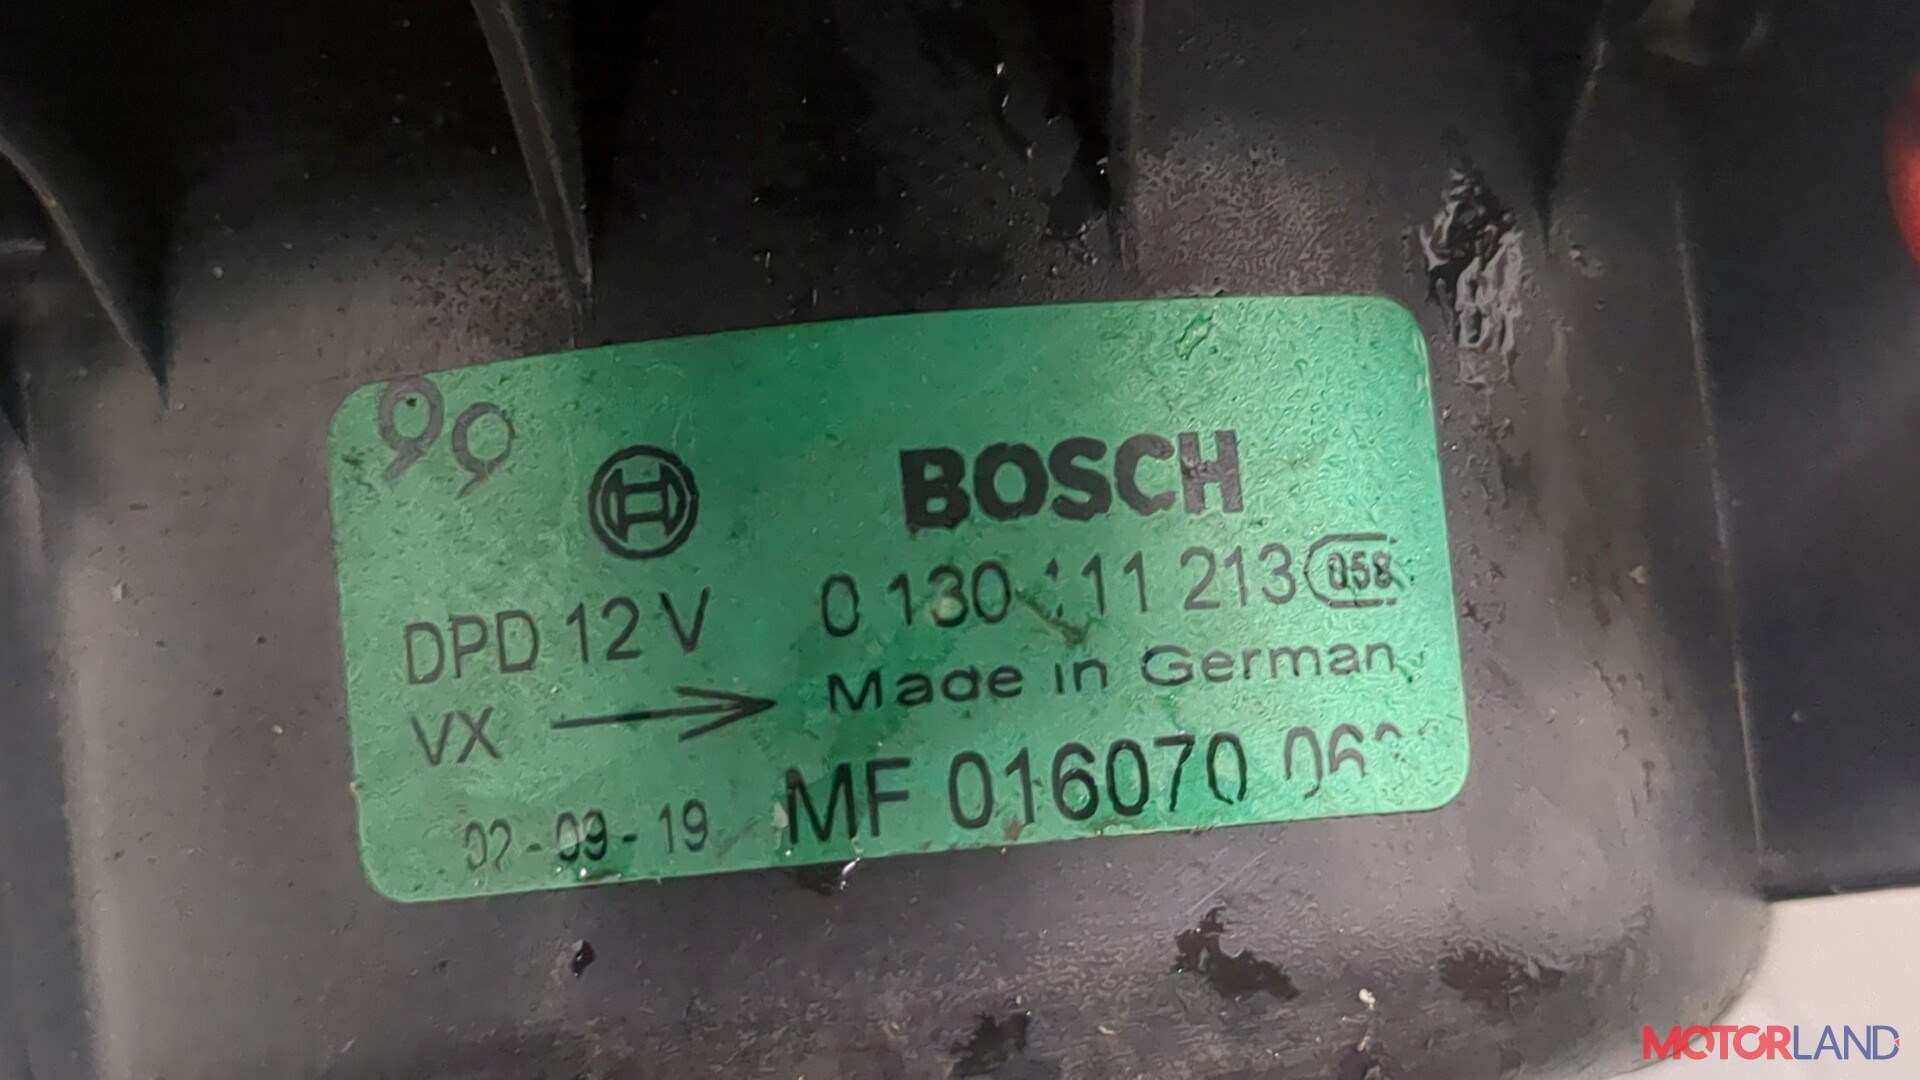 99
BOSCH
DPD 12 V 0 130 111 213 058
VX Made in German
02-09-19 MF 016070
MOTORLAND